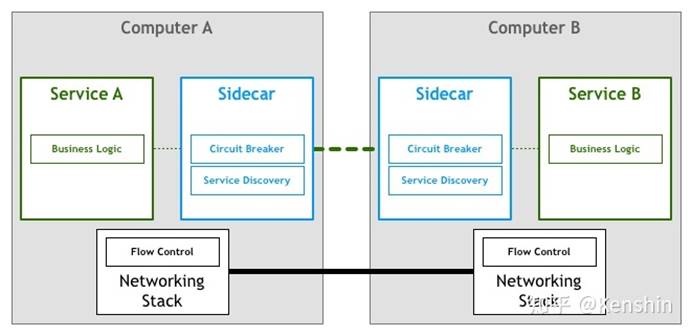 Computer A
Computer B
Service A
Sidecar
Sidecar
Service B
Business Logic
Circuit Breaker
Circuit Breaker
Business Logic
Service Discovery
Service Discovery
Flow Control
Flow Control
Networking
Stack
Networking
Stack
知乎 @Kenshin